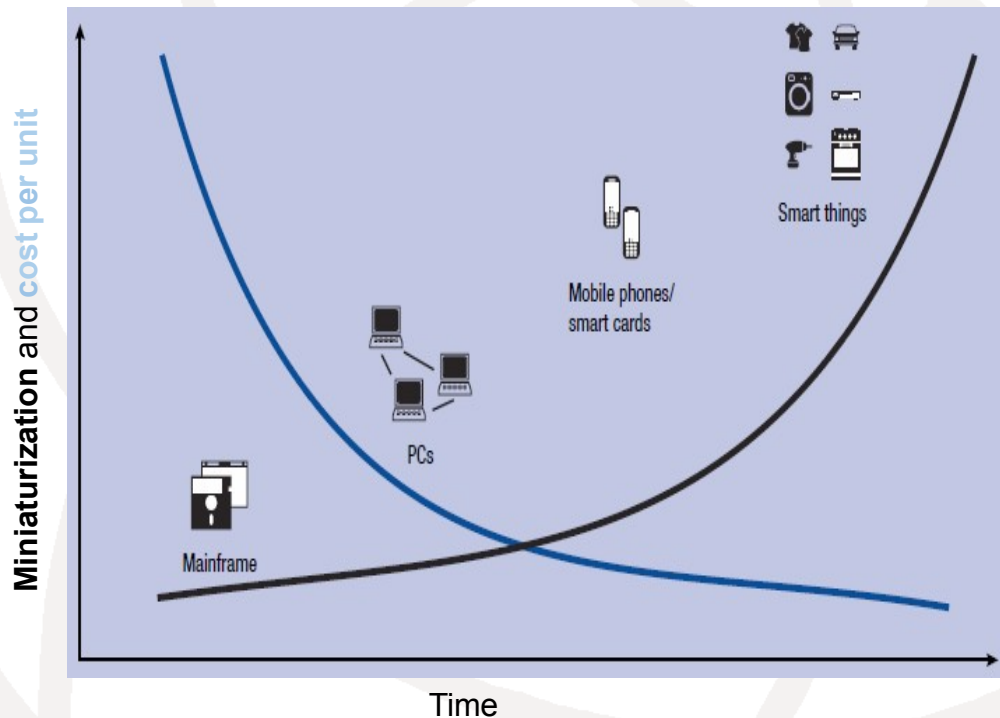 Miniaturization and cost per unit
Smart things
Mobile phones/
smart cards
PCs
Mainframe
Time